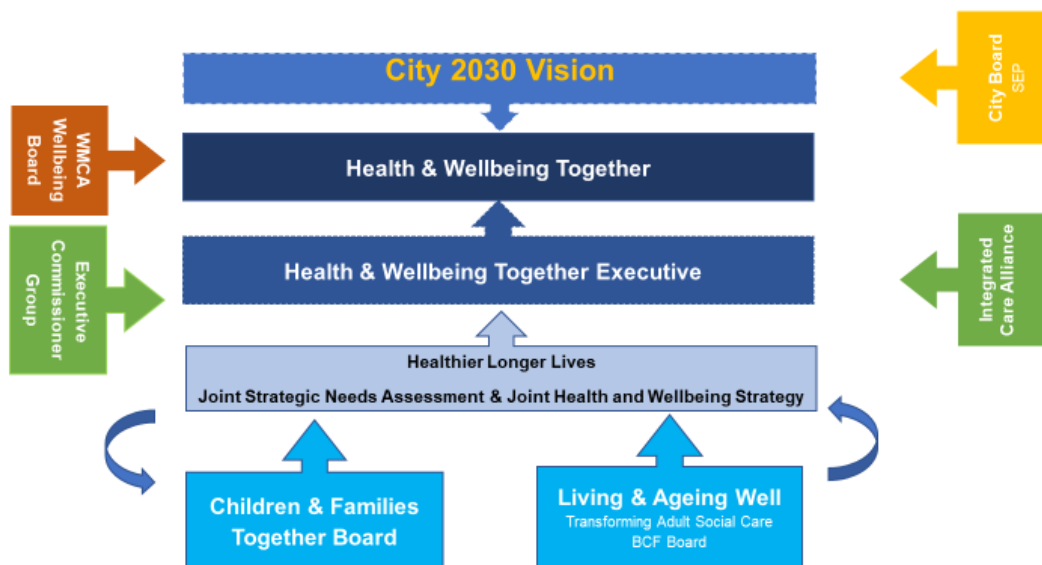 City 2030 Vision
City Board
SEP
WMCA
Wellbeing
Board
Health & Wellbeing Together
Executive
Commissioner
Group
Health & Wellbeing Together Executive
Integrated
Care Alliance
Healthier Longer Lives
Joint Strategic Needs Assessment & Joint Health and Wellbeing Strategy
Children & Families
Together Board
Living & Ageing Well
Transforming Adult Social Care
BCF Board